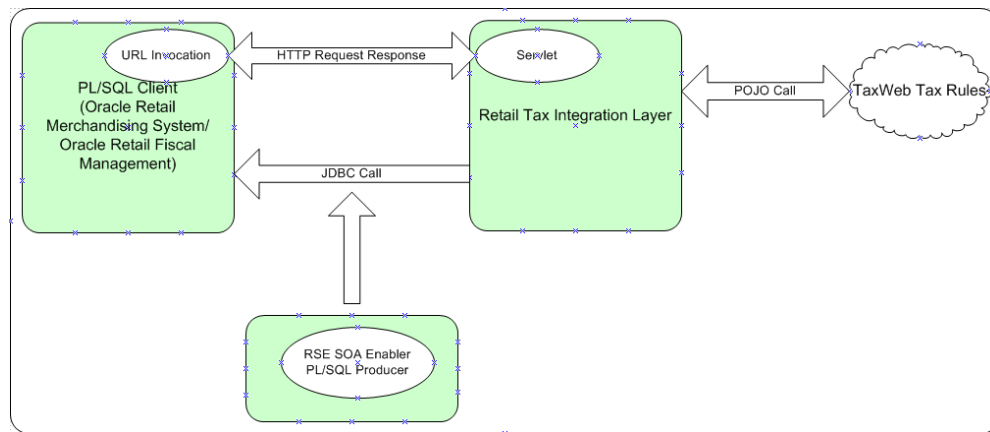 URL Invocation
HTTP Request Response
Servlet
PL/SQL Client
(Oracle Retail
Merchandising System/
Oracle Retail Fiscal
Management)
Retail Tax Integration Layer
POJO Call
TaxWeb Tax Rules
JDBC Call
RSE SOA Enabler
PL/SQL Producer